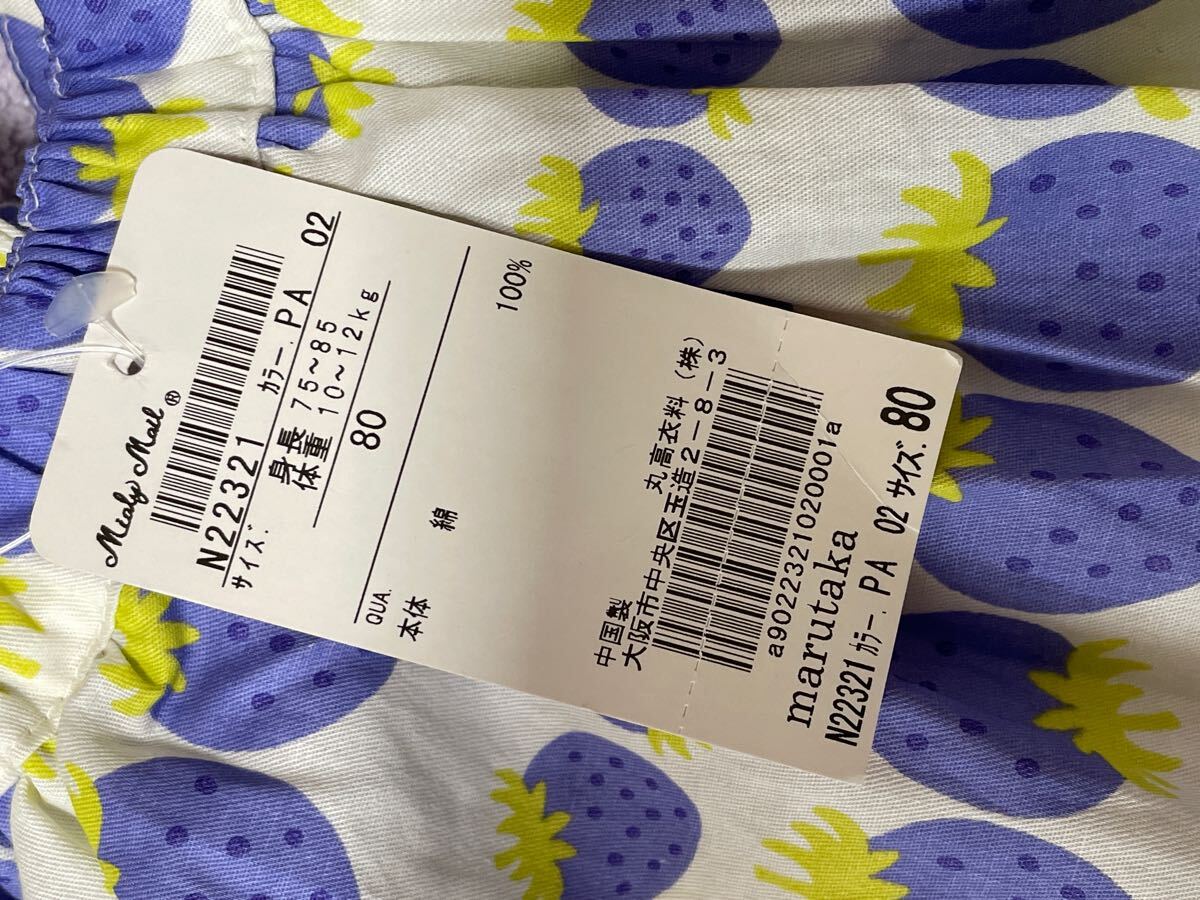 Micky Mail ®
N22321 カラー. PA 02
サイズ.
身長 75～85
体重 10～12kg
80
QUA.
本体 綿 100%
中国製 丸高衣料(株)
大阪市中央区玉造2-8-3
a9022321020001a
marutaka
N22321 カラー. PA 02 サイズ. 80